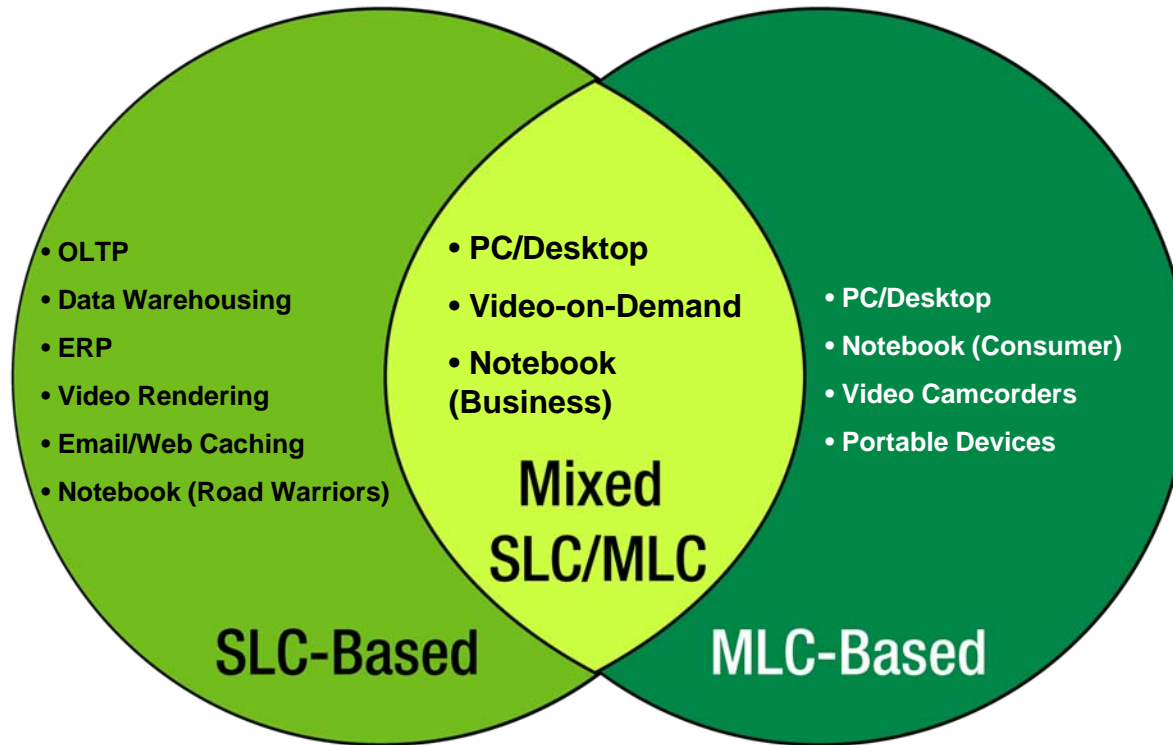 • OLTP
• Data Warehousing
• ERP
• Video Rendering
• Email/Web Caching
• Notebook (Road Warriors)
SLC-Based
• PC/Desktop
• Video-on-Demand
• Notebook
(Business)
Mixed
SLC/MLC
• PC/Desktop
• Notebook (Consumer)
• Video Camcorders
• Portable Devices
MLC-Based